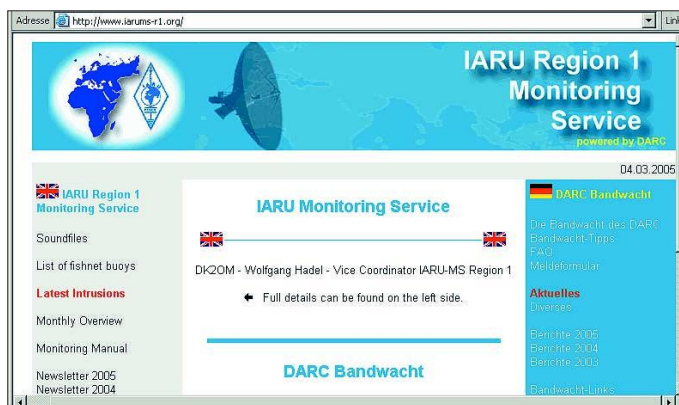 Adresse http://www.iarums-r1.org/ Link
IARU Region 1
Monitoring
Service
powered by DARC
04.03.2005
IARU Region 1
Monitoring Service
Soundfiles
List of fishnet buoys
Latest Intrusions
Monthly Overview
Monitoring Manual
Newsletter 2005
Newsletter 2004
IARU Monitoring Service
DK2OM - Wolfgang Hadel - Vice Coordinator IARU-MS Region 1
Full details can be found on the left side.
DARC Bandwacht
DARC Bandwacht
Die Bandwacht des DARC
Bandwacht-Tipps
FAQ
Meldeformular
Aktuelles
Diverses
Berichte 2005
Berichte 2004
Berichte 2003
Bandwacht-Links